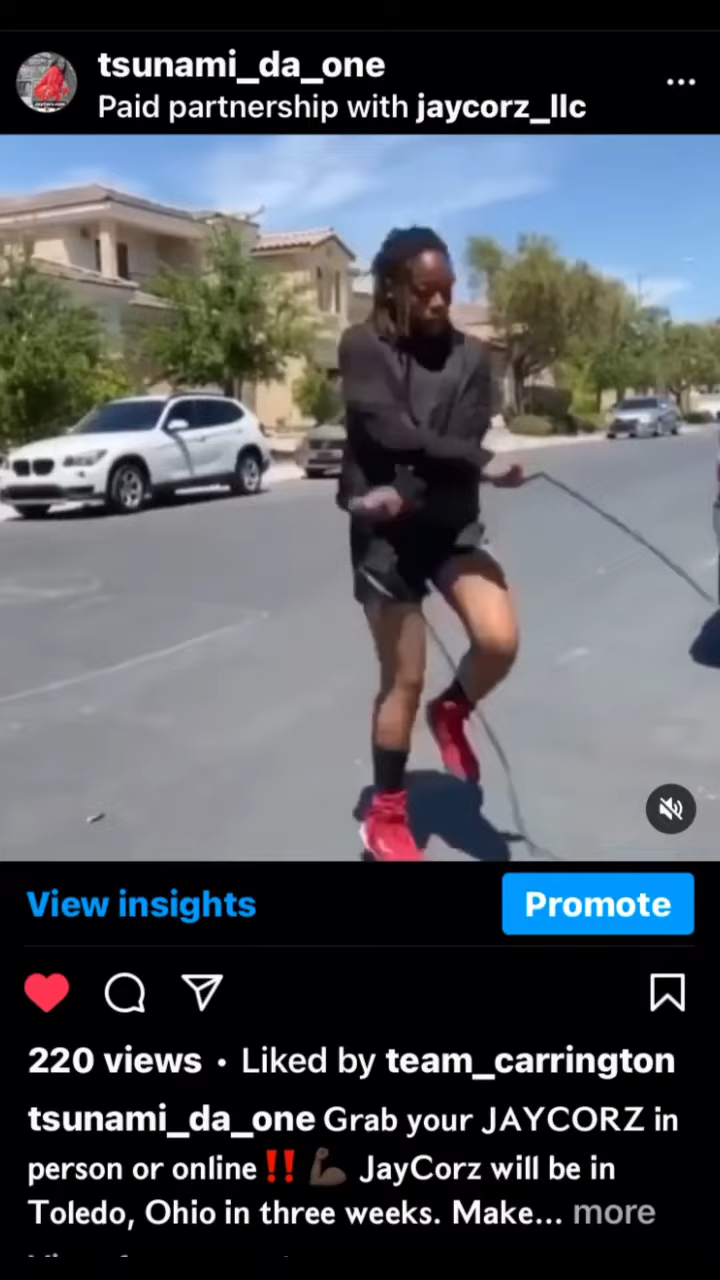 tsunami_da_one
Paid partnership with jaycorz_llc
View insights
Promote
220 views • Liked by team_carrington
tsunami_da_one Grab your JAYCORZ in
person or online‼️ 💪🏿 JayCorz will be in
Toledo, Ohio in three weeks. Make... more